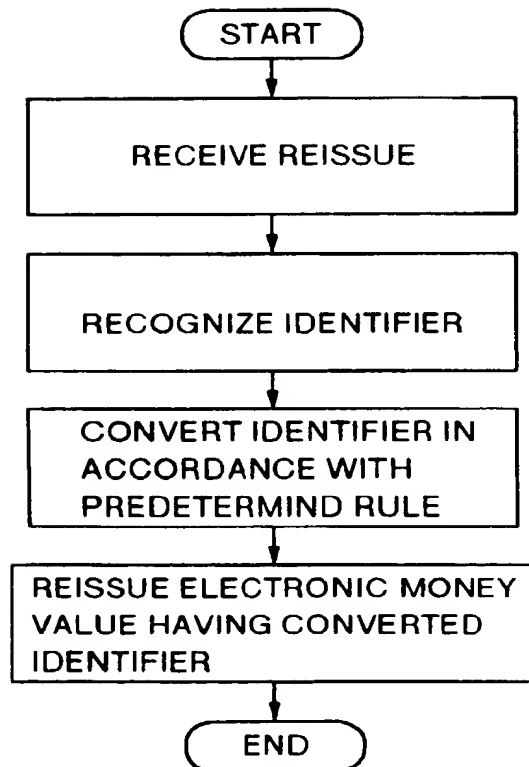 START
RECEIVE REISSUE
RECOGNIZE IDENTIFIER
CONVERT IDENTIFIER IN
ACCORDANCE WITH
PREDETERMIND RULE
REISSUE ELECTRONIC MONEY
VALUE HAVING CONVERTED
IDENTIFIER
END